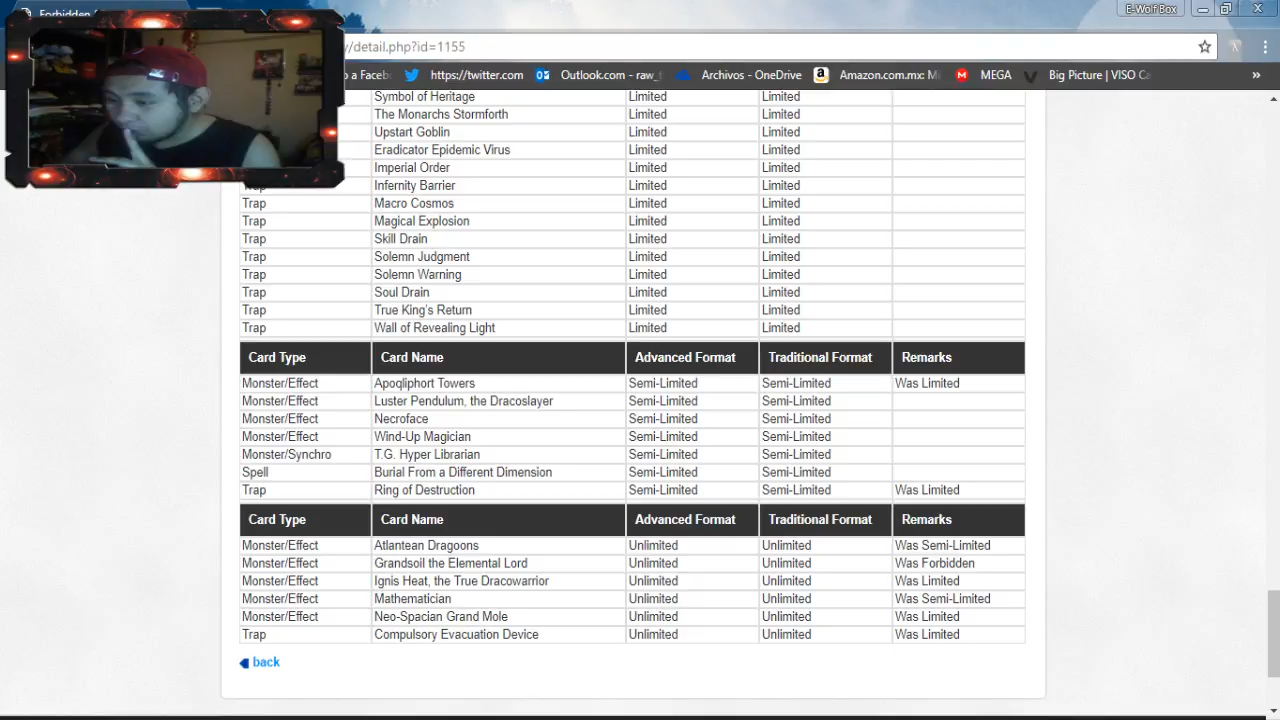 Forbidden
E-Wolf Box
/detail.php?id=1155
o a Faceb https://twitter.com Outlook.com - raw_t Archivos - OneDrive Amazon.com.mx: M MEGA Big Picture | VISO Ca »
Symbol of Heritage Limited Limited
The Monarchs Stormforth Limited Limited
Upstart Goblin Limited Limited
Eradicator Epidemic Virus Limited Limited
Imperial Order Limited Limited
Trap Infernity Barrier Limited Limited
Trap Macro Cosmos Limited Limited
Trap Magical Explosion Limited Limited
Trap Skill Drain Limited Limited
Trap Solemn Judgment Limited Limited
Trap Solemn Warning Limited Limited
Trap Soul Drain Limited Limited
Trap True King's Return Limited Limited
Trap Wall of Revealing Light Limited Limited
Card Type Card Name Advanced Format Traditional Format Remarks
Monster/Effect Apoqliphort Towers Semi-Limited Semi-Limited Was Limited
Monster/Effect Luster Pendulum, the Dracoslayer Semi-Limited Semi-Limited
Monster/Effect Necroface Semi-Limited Semi-Limited
Monster/Effect Wind-Up Magician Semi-Limited Semi-Limited
Monster/Synchro T.G. Hyper Librarian Semi-Limited Semi-Limited
Spell Burial From a Different Dimension Semi-Limited Semi-Limited
Trap Ring of Destruction Semi-Limited Semi-Limited Was Limited
Card Type Card Name Advanced Format Traditional Format Remarks
Monster/Effect Atlantean Dragoons Unlimited Unlimited Was Semi-Limited
Monster/Effect Grandsoil the Elemental Lord Unlimited Unlimited Was Forbidden
Monster/Effect Ignis Heat, the True Dracowarrior Unlimited Unlimited Was Limited
Monster/Effect Mathematician Unlimited Unlimited Was Semi-Limited
Monster/Effect Neo-Spacian Grand Mole Unlimited Unlimited Was Limited
Trap Compulsory Evacuation Device Unlimited Unlimited Was Limited
back